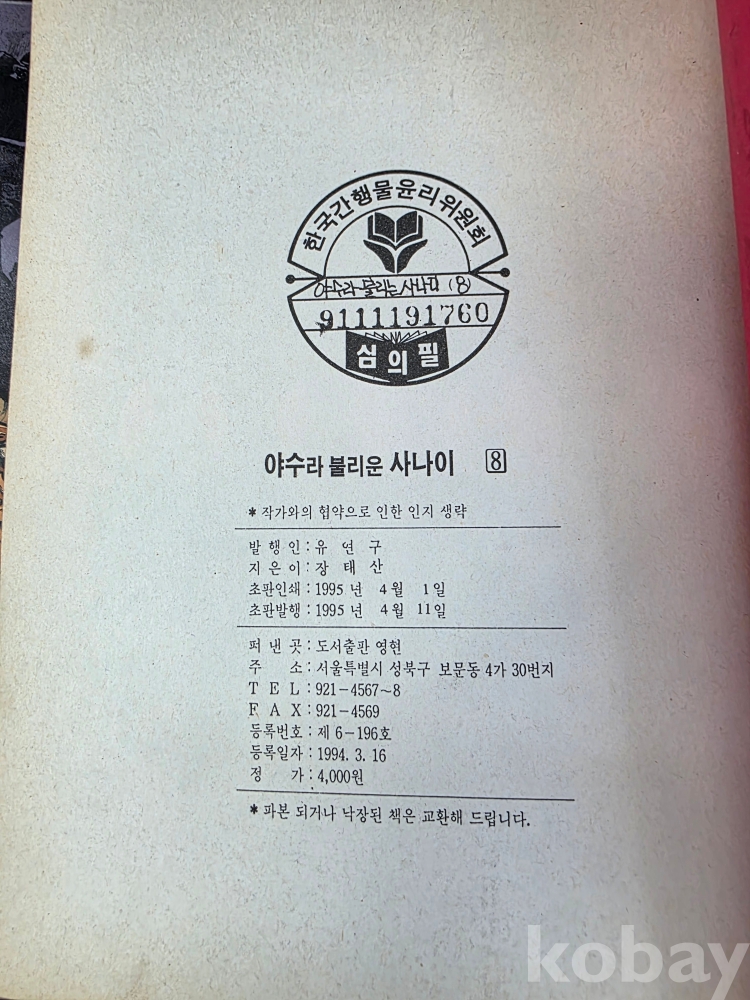 한국간행물윤리위원회
야수라 불리는 사나이 (8)
9111191760
심의필
야수라 불리운 사나이 8
* 작가와의 협약으로 인한 인지 생략
발 행 인 : 유 연 구
지 은 이 : 장 태 산
초판인쇄 : 1995 년 4 월 1 일
초판발행 : 1995 년 4 월 11 일
펴 낸 곳 : 도서출판 영현
주 소 : 서울특별시 성북구 보문동 4가 30번지
T E L : 921-4567~8
F A X : 921-4569
등록번호 : 제 6-196호
등록일자 : 1994. 3. 16
정 가 : 4,000원
* 파본 되거나 낙장된 책은 교환해 드립니다.
kobay